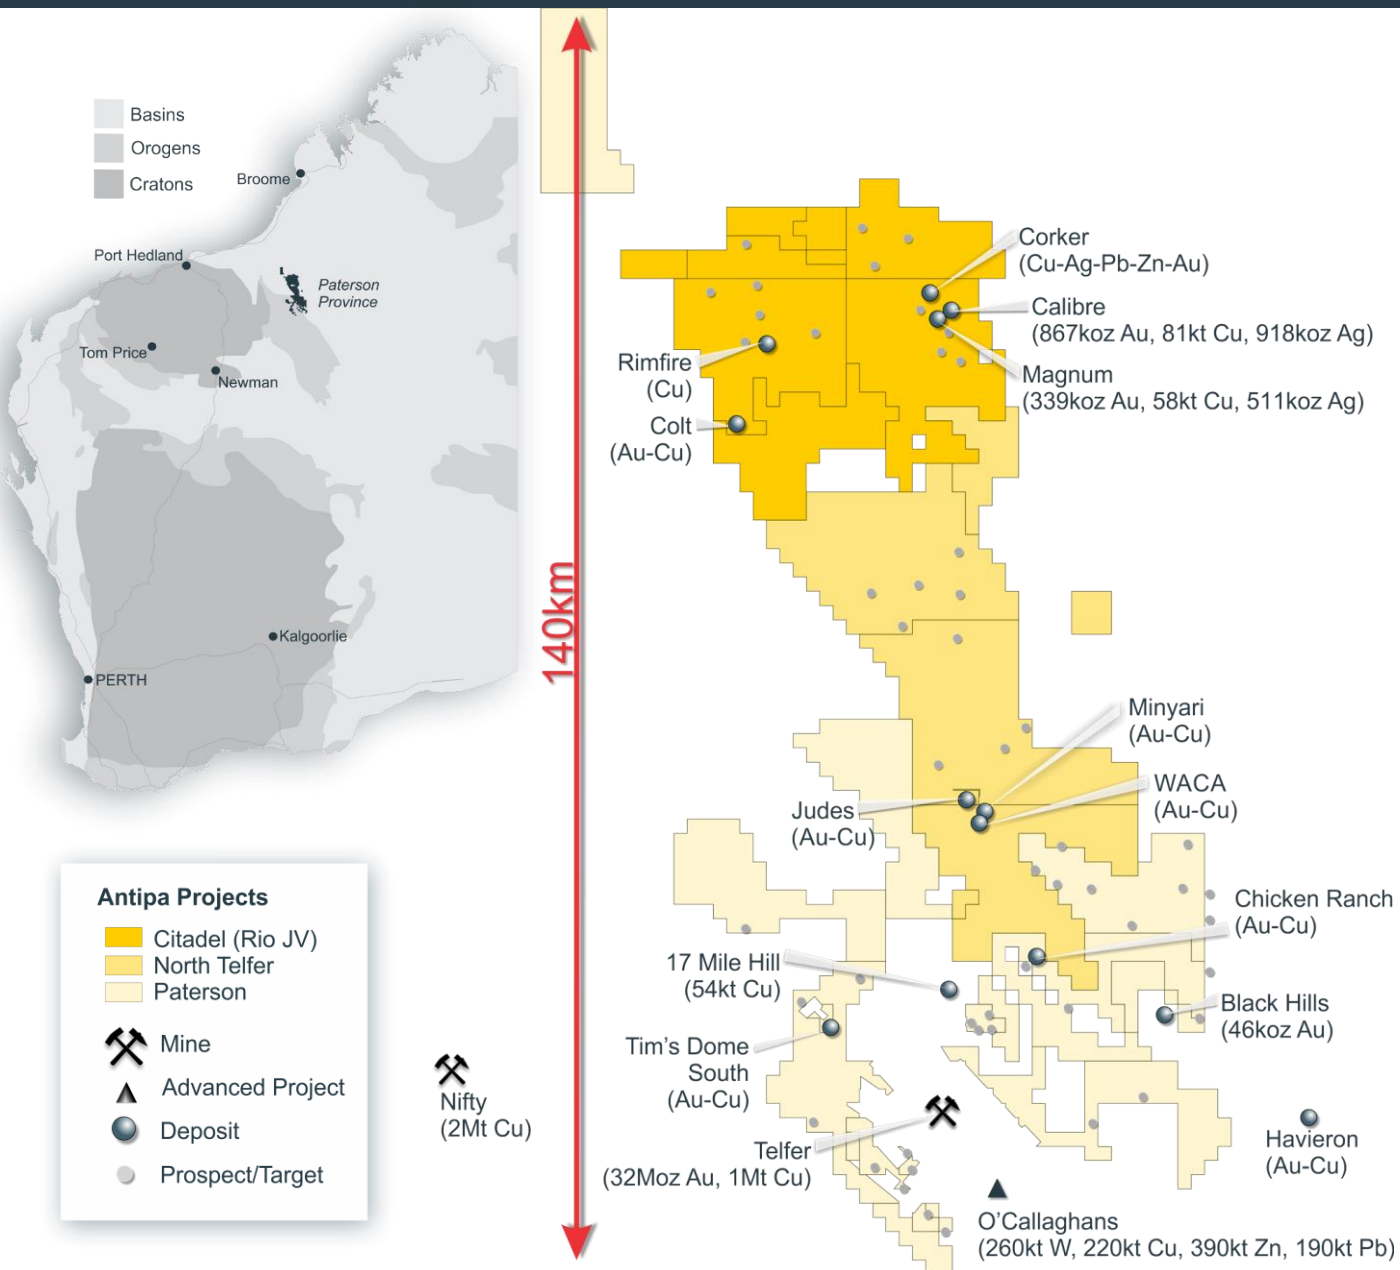 Basins
Orogens
Cratons
Broome
Port Hedland
Paterson
Province
Tom Price
Newman
Kalgoorlie
PERTH
140km
Corker
(Cu-Ag-Pb-Zn-Au)
Calibre
(867koz Au, 81kt Cu, 918koz Ag)
Rimfire
(Cu)
Magnum
(339koz Au, 58kt Cu, 511koz Ag)
Colt
(Au-Cu)
Minyari
(Au-Cu)
WACA
(Au-Cu)
Judes
(Au-Cu)
Chicken Ranch
(Au-Cu)
17 Mile Hill
(54kt Cu)
Black Hills
(46koz Au)
Tim's Dome
South
(Au-Cu)
Nifty
(2Mt Cu)
Telfer
(32Moz Au, 1Mt Cu)
Havieron
(Au-Cu)
O'Callaghans
(260kt W, 220kt Cu, 390kt Zn, 190kt Pb)
Antipa Projects
Citadel (Rio JV)
North Telfer
Paterson
Mine
Advanced Project
Deposit
Prospect/Target